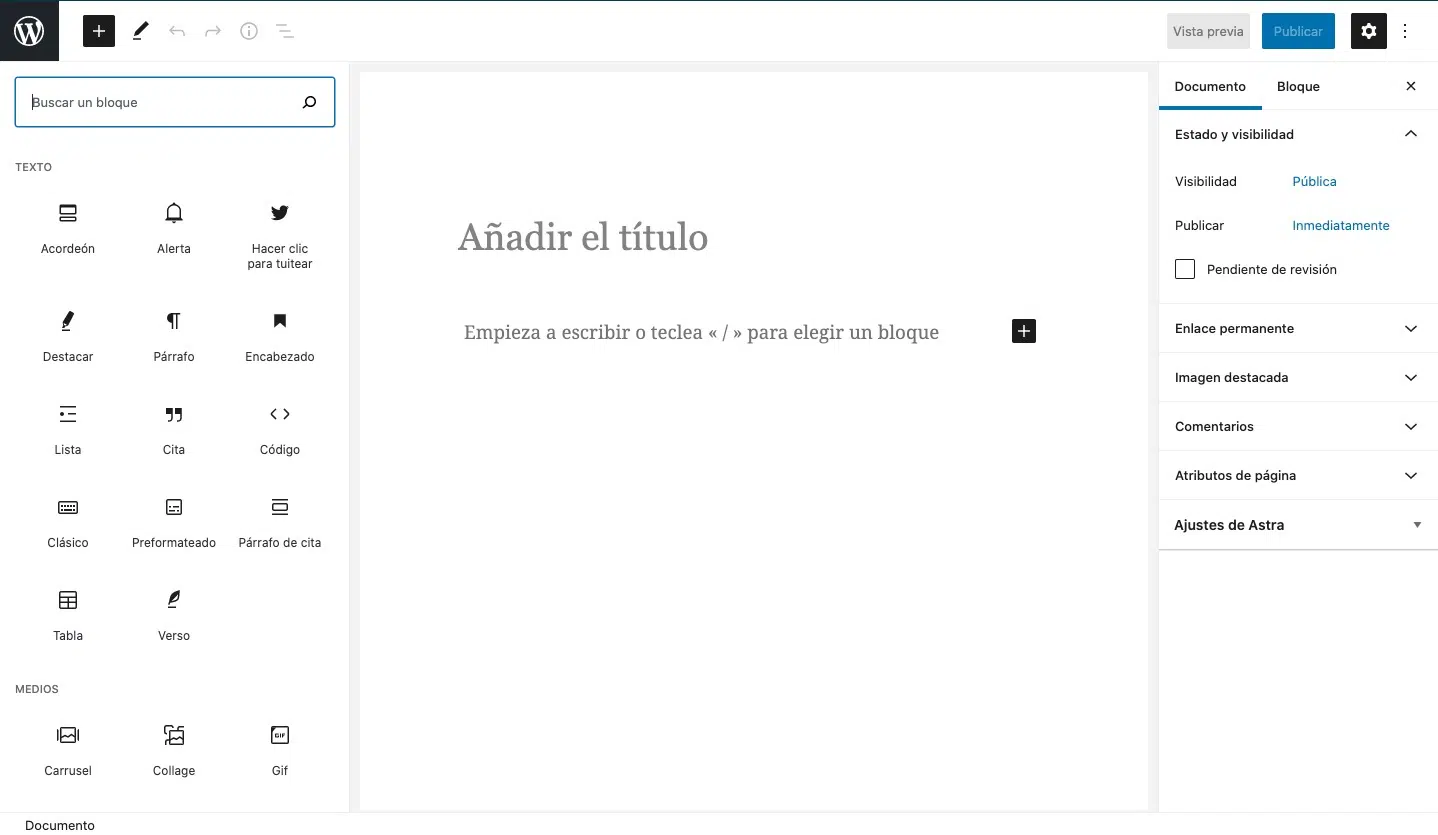 Vista previa
Publicar
Buscar un bloque
TEXTO
Acordeón
Alerta
Hacer clic
para tuitear
Destacar
Párrafo
Encabezado
Lista
Cita
Código
Clásico
Preformateado
Párrafo de cita
Tabla
Verso
MEDIOS
Carrusel
Collage
GIF
Gif
Añadir el título
Empieza a escribir o teclea « / » para elegir un bloque
Documento
Bloque
Estado y visibilidad
Visibilidad
Pública
Publicar
Inmediatamente
Pendiente de revisión
Enlace permanente
Imagen destacada
Comentarios
Atributos de página
Ajustes de Astra
Documento